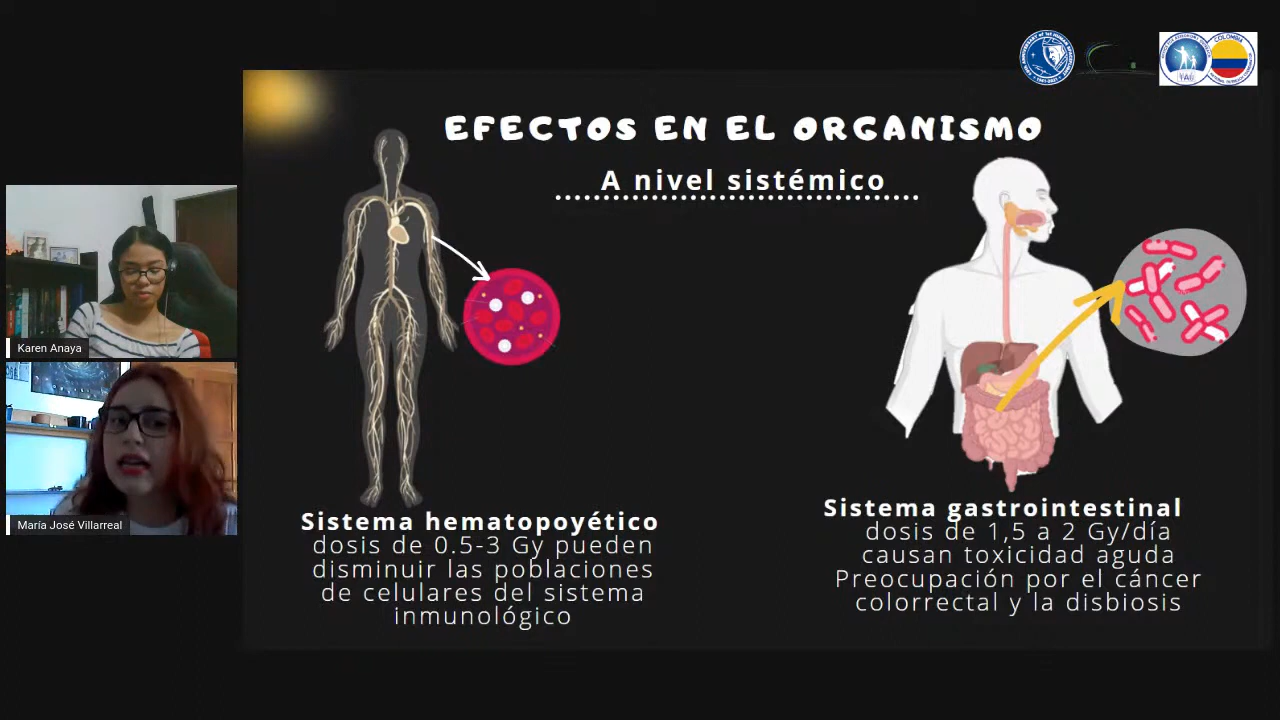 EFECTOS EN EL ORGANISMO
A nivel sistémico
Karen Anaya
María José Villarreal
Sistema hematopoyético
dosis de 0.5-3 Gy pueden
disminuir las poblaciones
de celulares del sistema
inmunológico
Sistema gastrointestinal
dosis de 1,5 a 2 Gy/día
causan toxicidad aguda
Preocupación por el cáncer
colorrectal y la disbiosis
COLOMBIA